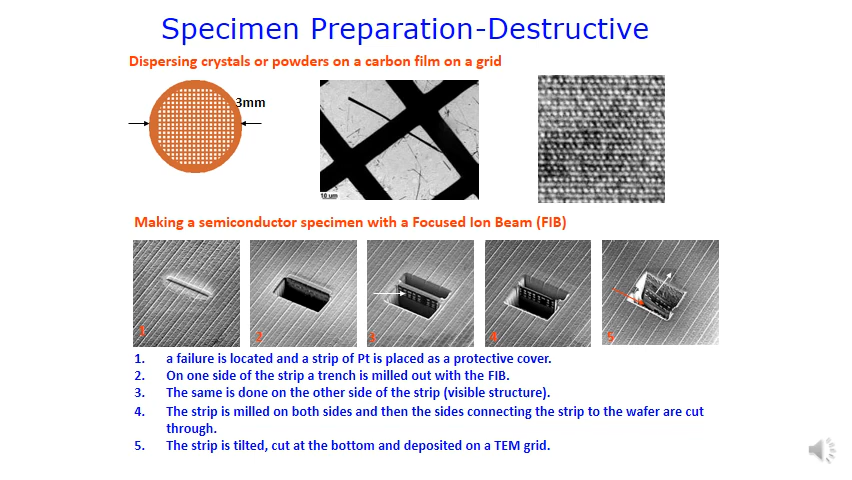 Specimen Preparation-Destructive
Dispersing crystals or powders on a carbon film on a grid
3mm
10 um
Making a semiconductor specimen with a Focused Ion Beam (FIB)
1
2
3
4
5
1. a failure is located and a strip of Pt is placed as a protective cover.
2. On one side of the strip a trench is milled out with the FIB.
3. The same is done on the other side of the strip (visible structure).
4. The strip is milled on both sides and then the sides connecting the strip to the wafer are cut
through.
5. The strip is tilted, cut at the bottom and deposited on a TEM grid.